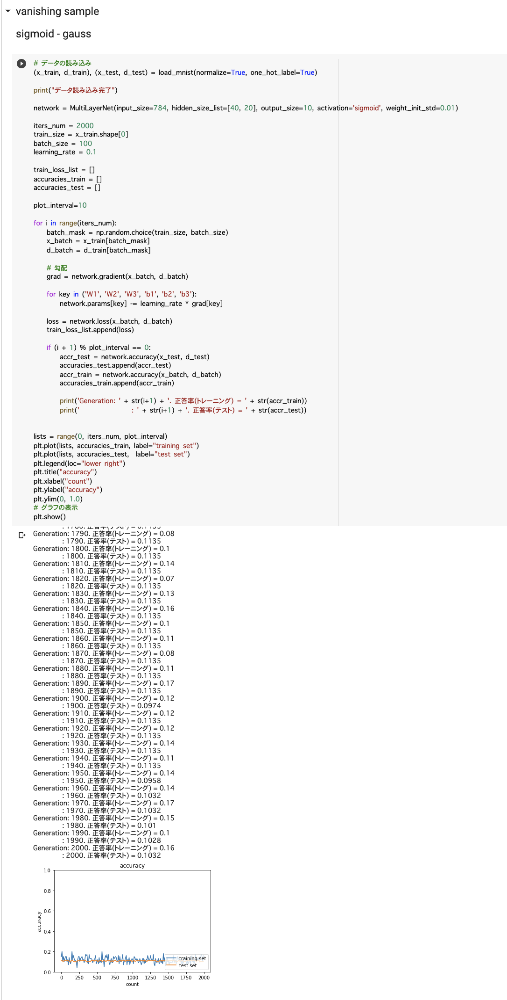 vanishing sample
sigmoid - gauss
# データの読み込み
(x_train, d_train), (x_test, d_test) = load_mnist(normalize=True, one_hot_label=True)
print("データ読み込み完了")
network = MultiLayerNet(input_size=784, hidden_size_list=[40, 20], output_size=10, activation='sigmoid', weight_init_std=0.01)
iters_num = 2000
train_size = x_train.shape[0]
batch_size = 100
learning_rate = 0.1
train_loss_list = []
accuracies_train = []
accuracies_test = []
plot_interval=10
for i in range(iters_num):
    batch_mask = np.random.choice(train_size, batch_size)
    x_batch = x_train[batch_mask]
    d_batch = d_train[batch_mask]
    # 勾配
    grad = network.gradient(x_batch, d_batch)
    for key in ('W1', 'W2', 'W3', 'b1', 'b2', 'b3'):
        network.params[key] -= learning_rate * grad[key]
    loss = network.loss(x_batch, d_batch)
    train_loss_list.append(loss)
    if (i + 1) % plot_interval == 0:
        accr_test = network.accuracy(x_test, d_test)
        accuracies_test.append(accr_test)
        accr_train = network.accuracy(x_batch, d_batch)
        accuracies_train.append(accr_train)
        print('Generation: ' + str(i+1) + '. 正答率(トレーニング) = ' + str(accr_train))
        print('                : ' + str(i+1) + '. 正答率(テスト) = ' + str(accr_test))
lists = range(0, iters_num, plot_interval)
plt.plot(lists, accuracies_train, label="training set")
plt.plot(lists, accuracies_test,  label="test set")
plt.legend(loc="lower right")
plt.title("accuracy")
plt.xlabel("count")
plt.ylabel("accuracy")
plt.ylim(0, 1.0)
# グラフの表示
plt.show()
: 1780. 正答率(テスト) = 0.1135
Generation: 1790. 正答率(トレーニング) = 0.08
: 1790. 正答率(テスト) = 0.1135
Generation: 1800. 正答率(トレーニング) = 0.1
: 1800. 正答率(テスト) = 0.1135
Generation: 1810. 正答率(トレーニング) = 0.14
: 1810. 正答率(テスト) = 0.1135
Generation: 1820. 正答率(トレーニング) = 0.07
: 1820. 正答率(テスト) = 0.1135
Generation: 1830. 正答率(トレーニング) = 0.13
: 1830. 正答率(テスト) = 0.1135
Generation: 1840. 正答率(トレーニング) = 0.16
: 1840. 正答率(テスト) = 0.1135
Generation: 1850. 正答率(トレーニング) = 0.1
: 1850. 正答率(テスト) = 0.1135
Generation: 1860. 正答率(トレーニング) = 0.11
: 1860. 正答率(テスト) = 0.1135
Generation: 1870. 正答率(トレーニング) = 0.08
: 1870. 正答率(テスト) = 0.1135
Generation: 1880. 正答率(トレーニング) = 0.11
: 1880. 正答率(テスト) = 0.1135
Generation: 1890. 正答率(トレーニング) = 0.17
: 1890. 正答率(テスト) = 0.1135
Generation: 1900. 正答率(トレーニング) = 0.12
: 1900. 正答率(テスト) = 0.0974
Generation: 1910. 正答率(トレーニング) = 0.12
: 1910. 正答率(テスト) = 0.1135
Generation: 1920. 正答率(トレーニング) = 0.12
: 1920. 正答率(テスト) = 0.1135
Generation: 1930. 正答率(トレーニング) = 0.14
: 1930. 正答率(テスト) = 0.1135
Generation: 1940. 正答率(トレーニング) = 0.11
: 1940. 正答率(テスト) = 0.1135
Generation: 1950. 正答率(トレーニング) = 0.14
: 1950. 正答率(テスト) = 0.0958
Generation: 1960. 正答率(トレーニング) = 0.14
: 1960. 正答率(テスト) = 0.1032
Generation: 1970. 正答率(トレーニング) = 0.17
: 1970. 正答率(テスト) = 0.1032
Generation: 1980. 正答率(トレーニング) = 0.15
: 1980. 正答率(テスト) = 0.101
Generation: 1990. 正答率(トレーニング) = 0.1
: 1990. 正答率(テスト) = 0.1028
Generation: 2000. 正答率(トレーニング) = 0.16
: 2000. 正答率(テスト) = 0.1032
accuracy
1.0
0.8
0.6
accuracy
0.4
0.2
0.0
training set
test set
0 250 500 750 1000 1250 1500 1750 2000
count